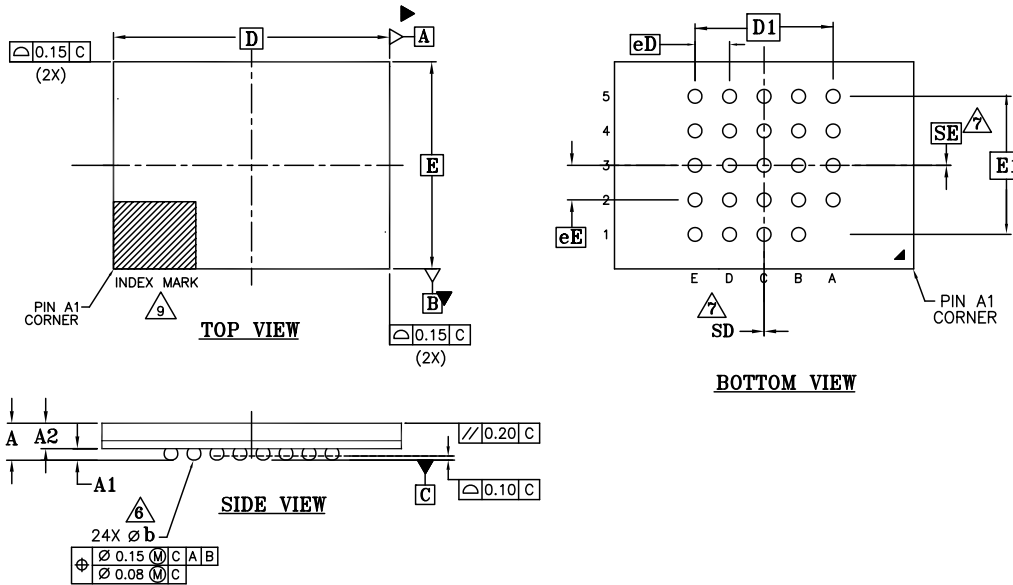 D
A
⌓ 0.15 C
(2X)
E
INDEX MARK
PIN A1
CORNER
9
B
TOP VIEW
⌓ 0.15 C
(2X)
D1
eD
5
4
3
2
1
SE
7
E1
eE
E D C B A
7
SD
PIN A1
CORNER
BOTTOM VIEW
A
A2
A1
// 0.20 C
C
⌓ 0.10 C
SIDE VIEW
6
24X Ø b
⌖ Ø 0.15 Ⓜ C A B
Ø 0.08 Ⓜ C